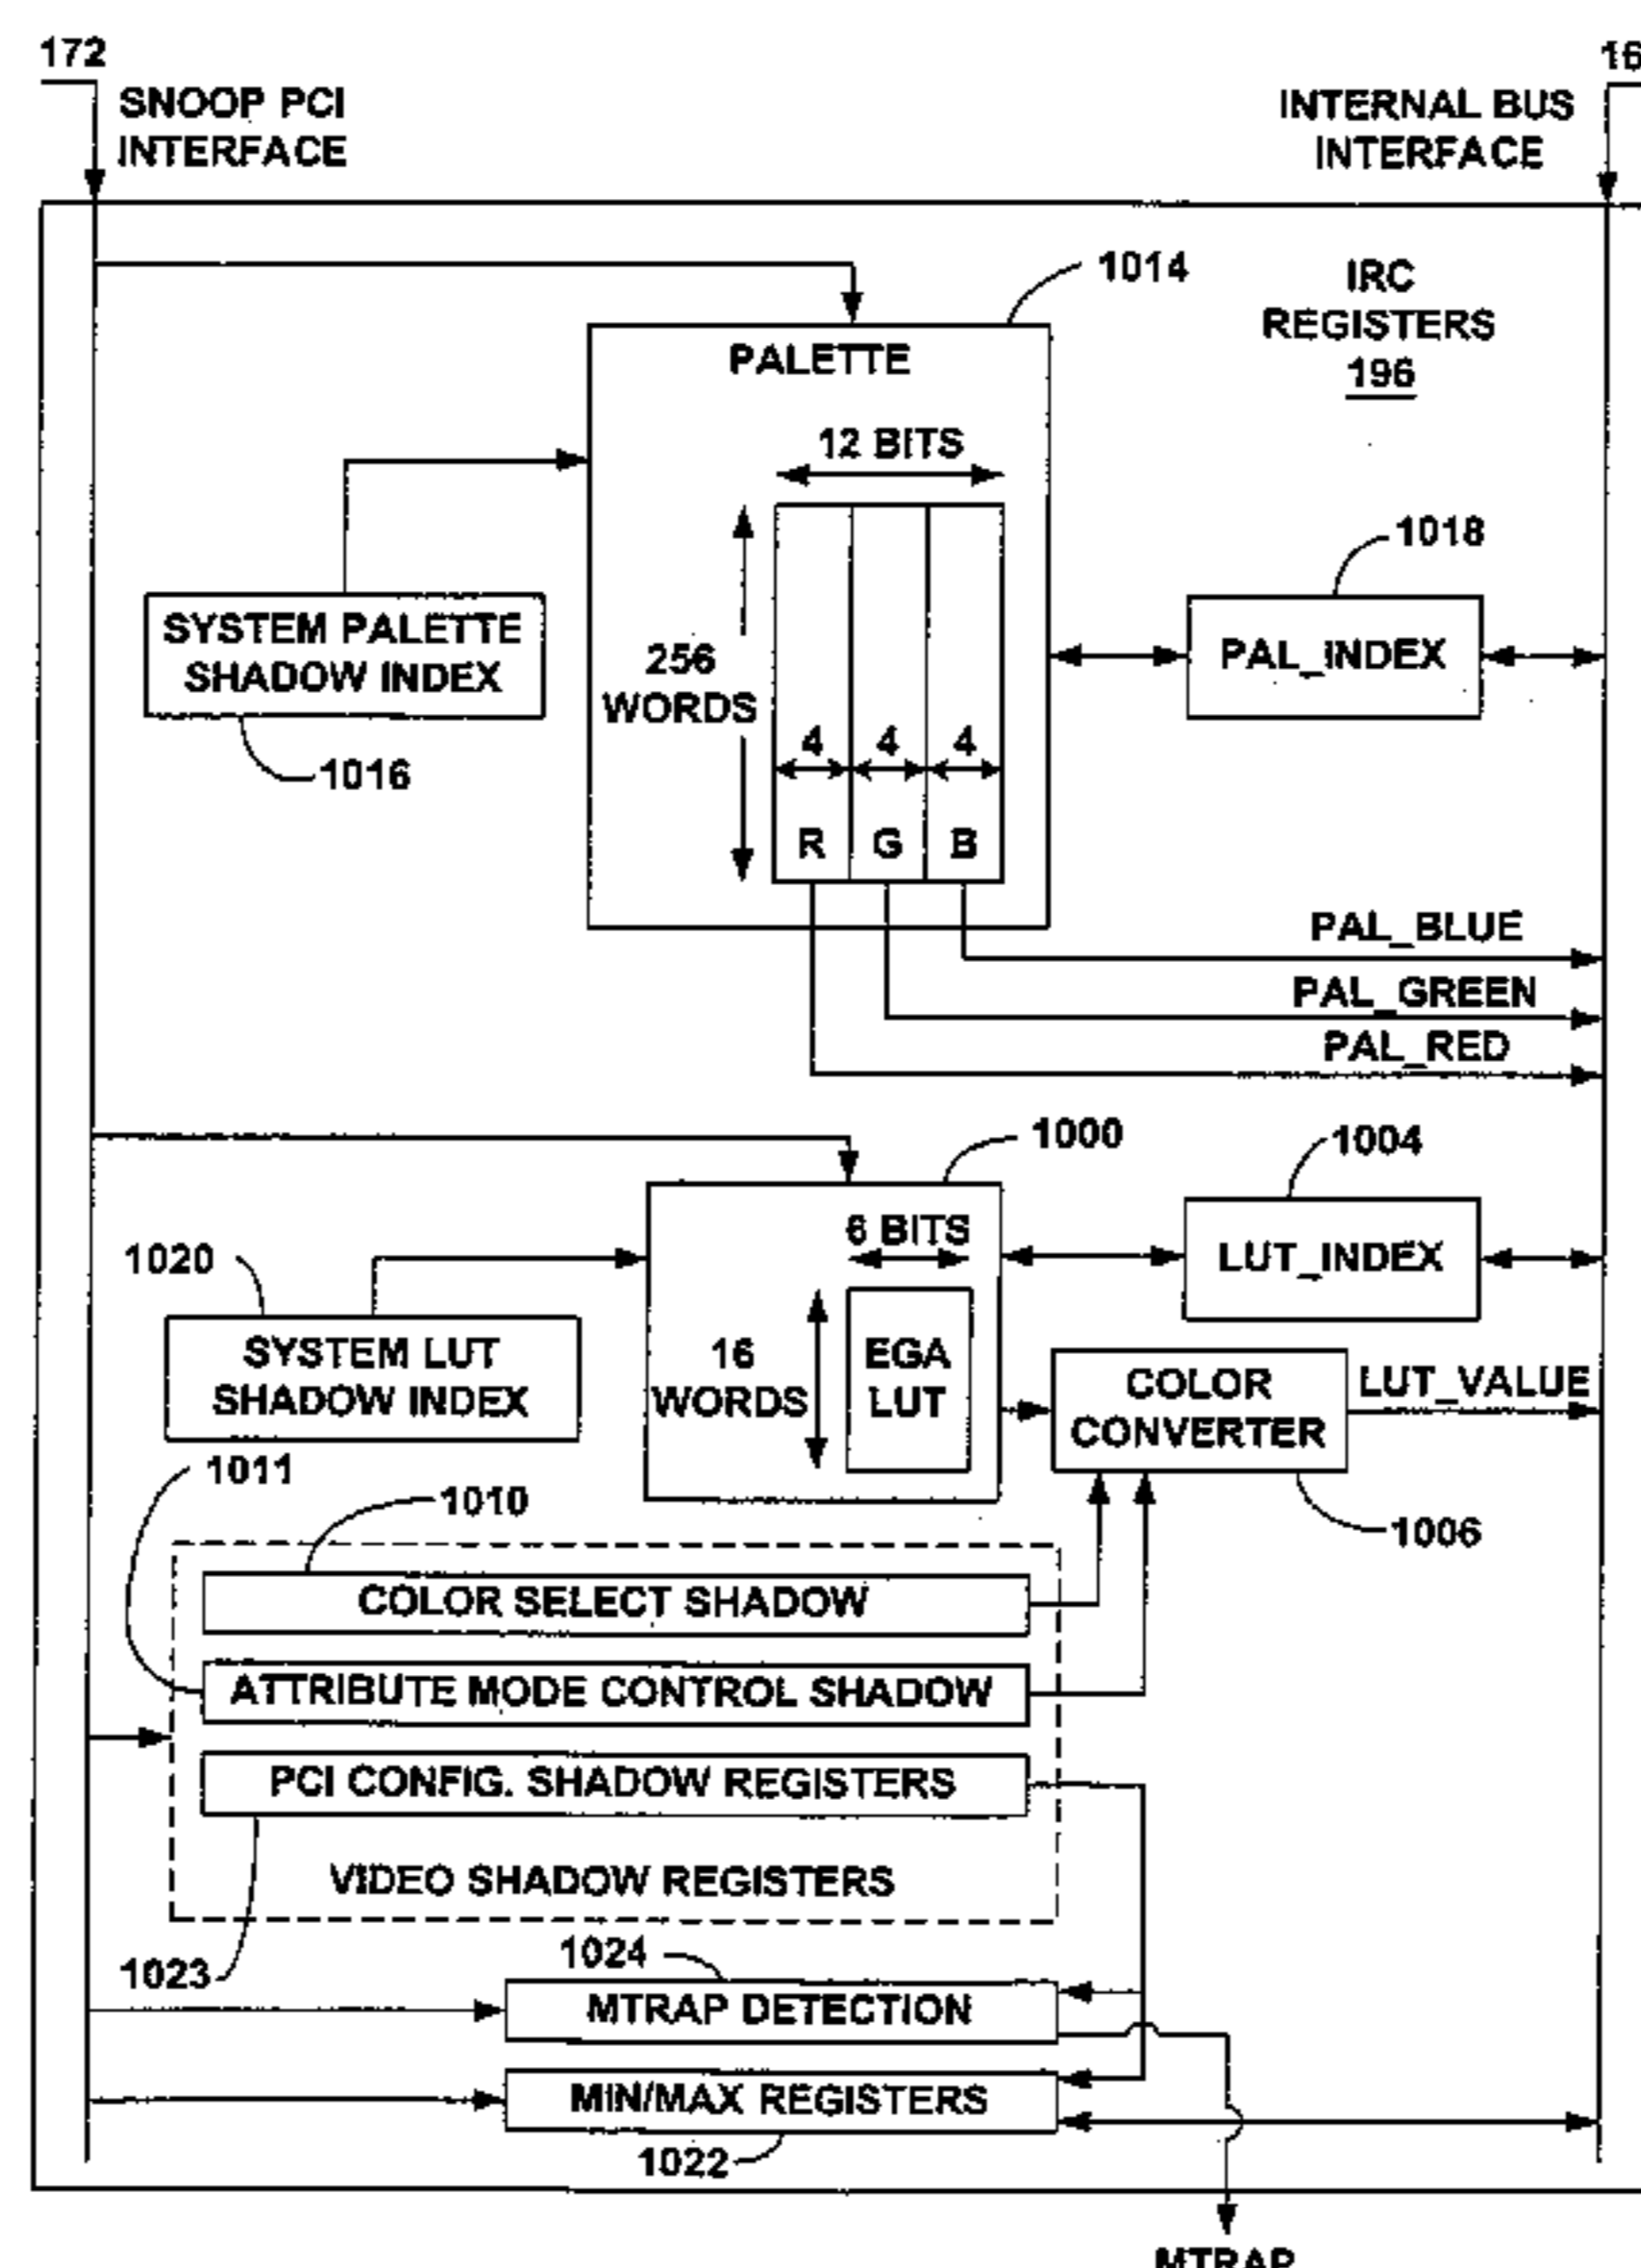 172
SNOOP PCI
INTERFACE
INTERNAL BUS
INTERFACE
1014
IRC
REGISTERS
196
PALETTE
12 BITS
1018
SYSTEM PALETTE
SHADOW INDEX
256
WORDS
PAL_INDEX
1016
4 4 4
R G B
PAL_BLUE
PAL_GREEN
PAL_RED
1000
1004
1020
6 BITS
LUT_INDEX
SYSTEM LUT
SHADOW INDEX
16
WORDS
EGA
LUT
COLOR
CONVERTER
LUT_VALUE
1011
1010
1006
COLOR SELECT SHADOW
ATTRIBUTE MODE CONTROL SHADOW
PCI CONFIG. SHADOW REGISTERS
VIDEO SHADOW REGISTERS
1023
1024
MTRAP DETECTION
MIN/MAX REGISTERS
1022
MTRAP